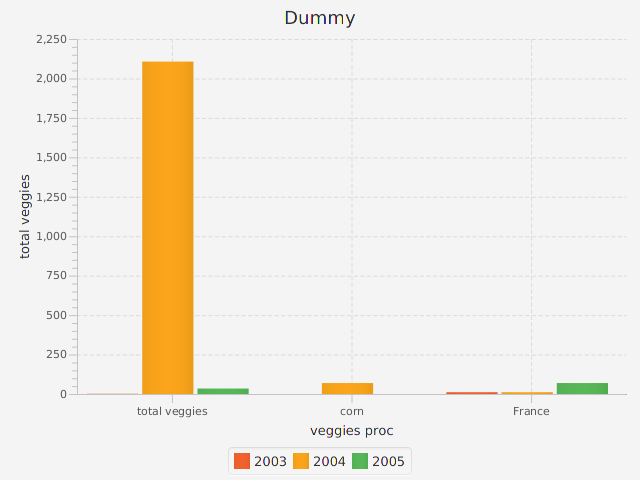 Dummy
total veggies
2,250
2,000
1,750
1,500
1,250
1,000
750
500
250
0
total veggies corn France
veggies proc
2003 2004 2005